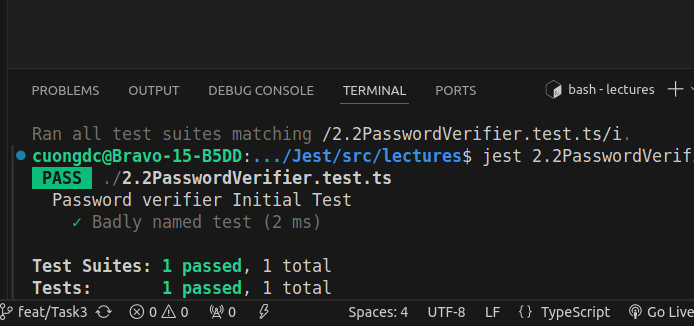 PROBLEMS OUTPUT DEBUG CONSOLE TERMINAL PORTS bash - lectures
Ran all test suites matching /2.2PasswordVerifier.test.ts/i.
cuongdc@Bravo-15-B5DD:.../Jest/src/lectures$ jest 2.2PasswordVerif
PASS ./2.2PasswordVerifier.test.ts
Password verifier Initial Test
✓ Badly named test (2 ms)
Test Suites: 1 passed, 1 total
Tests: 1 passed, 1 total
feat/Task3 0 0 0 Spaces: 4 UTF-8 LF {} TypeScript Go Live